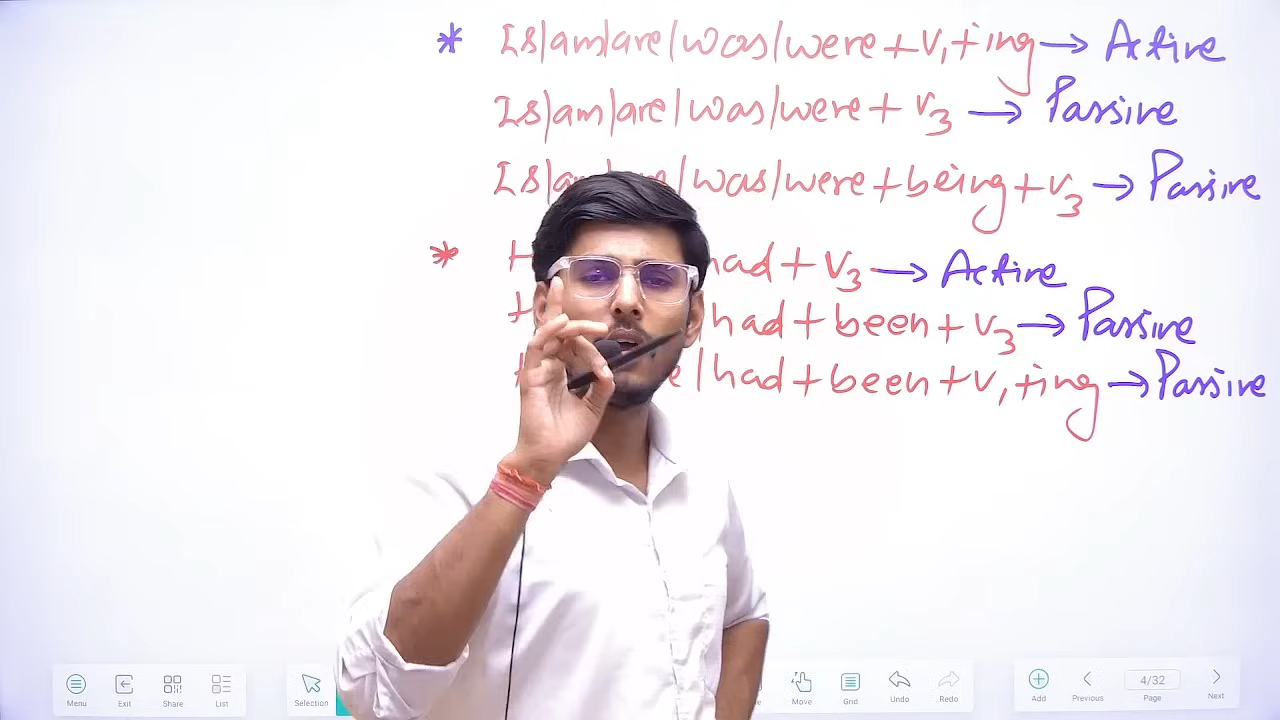 * Is|am|are|was|were + v1 + ing → Active
Is|am|are|was|were + v3 → Passive
Is| |was|were + being + v3 → Passive
* had + v3 → Active
|had + been + v3 → Passive
|had + been + v1 + ing → Passive
Menu Exit Share List Selection Move Grid Undo Redo Add Previous 4/32 Page Next